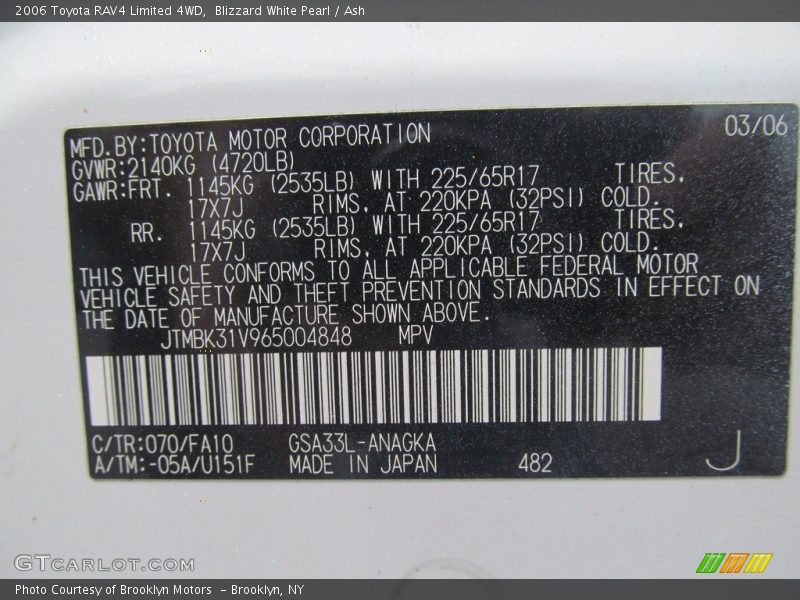 2006 Toyota RAV4 Limited 4WD,  Blizzard White Pearl / Ash
03/06
MFD.BY:TOYOTA MOTOR CORPORATION
GVWR:2140KG (4720LB)
GAWR:FRT. 1145KG (2535LB) WITH 225/65R17 TIRES,
17X7J RIMS, AT 220KPA (32PSI) COLD.
RR. 1145KG (2535LB) WITH 225/65R17 TIRES,
17X7J RIMS, AT 220KPA (32PSI) COLD.
THIS VEHICLE CONFORMS TO ALL APPLICABLE FEDERAL MOTOR
VEHICLE SAFETY AND THEFT PREVENTION STANDARDS IN EFFECT ON
THE DATE OF MANUFACTURE SHOWN ABOVE.
JTMBK31V965004848 MPV
C/TR:070/FA10 GSA33L-ANAGKA
A/TM:-05A/U151F MADE IN JAPAN 482 J
GTCARLOT.COM
Photo Courtesy of Brooklyn Motors  - Brooklyn, NY